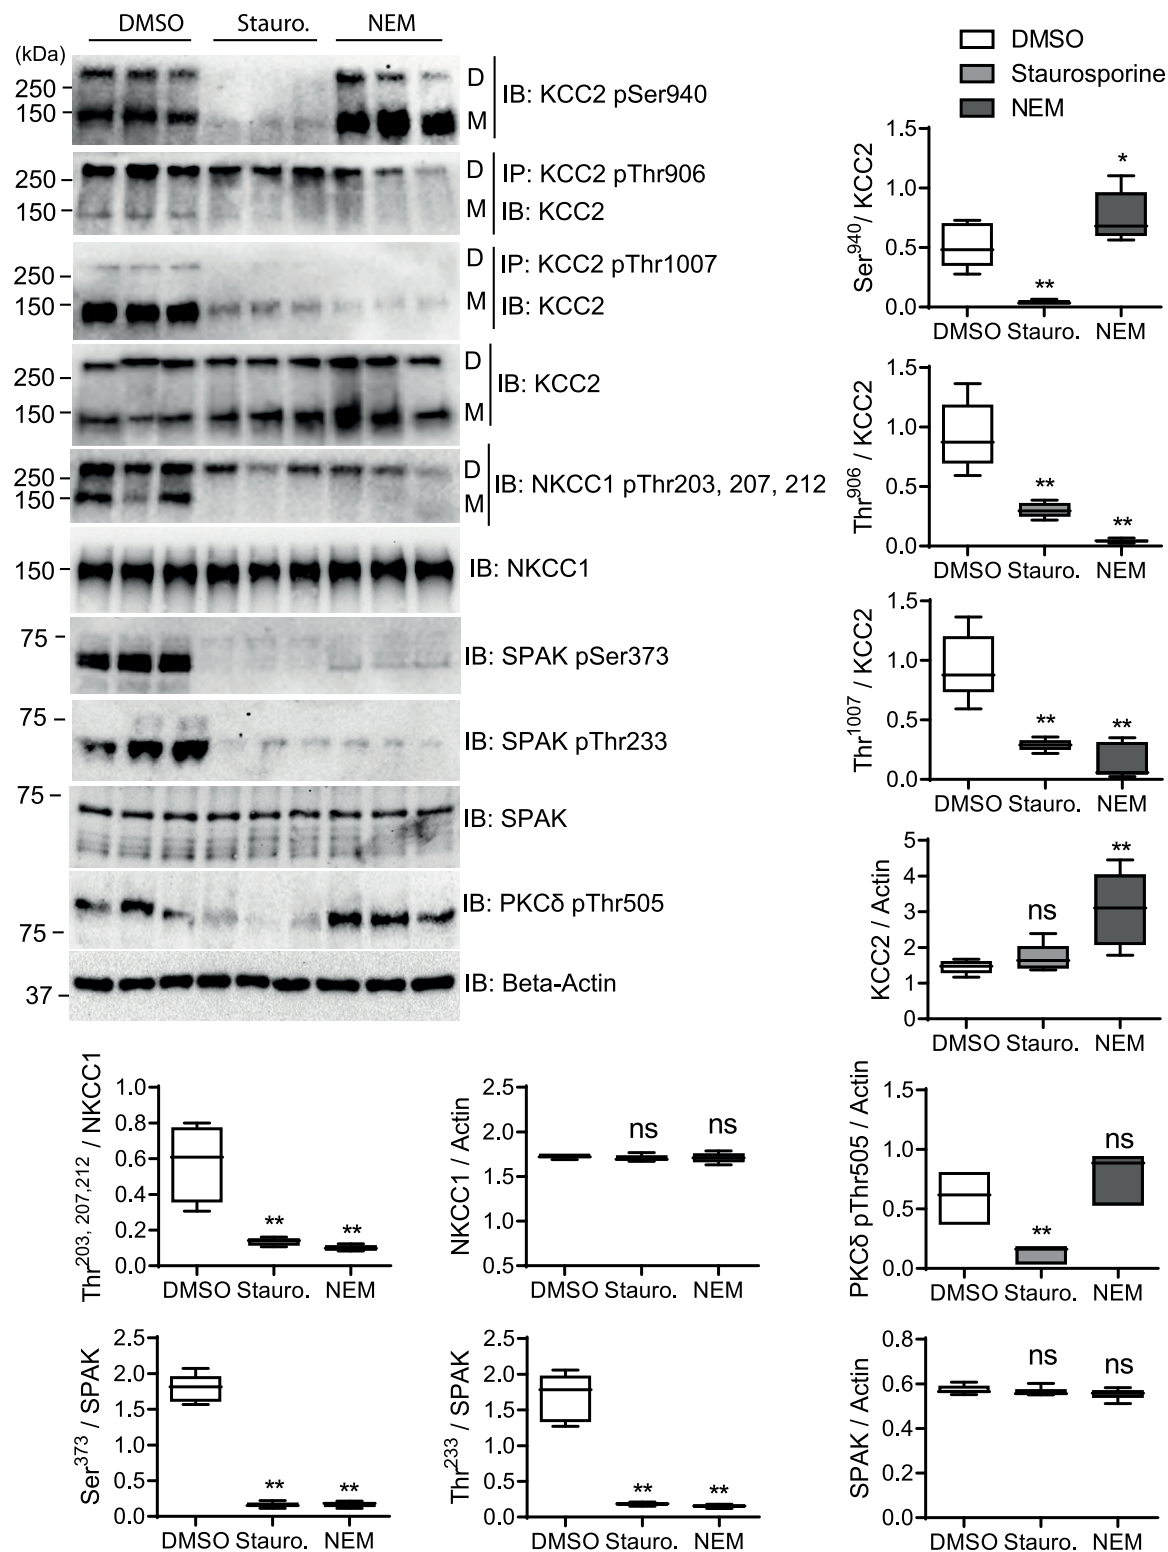 DMSO Stauro. NEM
(kDa)
250
150
D
M
IB: KCC2 pSer940
250
150
D
M
IP: KCC2 pThr906
IB: KCC2
250
150
D
M
IP: KCC2 pThr1007
IB: KCC2
250
150
D
M
IB: KCC2
250
150
D
M
IB: NKCC1 pThr203, 207, 212
150
IB: NKCC1
75
IB: SPAK pSer373
75
IB: SPAK pThr233
75
IB: SPAK
75
IB: PKCδ pThr505
37
IB: Beta-Actin
DMSO
Staurosporine
NEM
Ser940/ KCC2
1.5
1.0
0.5
0.0
*
**
DMSO Stauro. NEM
Thr906 / KCC2
1.5
1.0
0.5
0.0
**
**
DMSO Stauro. NEM
Thr1007 / KCC2
1.5
1.0
0.5
0.0
** **
DMSO Stauro. NEM
KCC2 / Actin
5
4
3
2
1
0
ns
**
DMSO Stauro. NEM
Thr203, 207,212 / NKCC1
1.0
0.8
0.6
0.4
0.2
0.0
** **
DMSO Stauro. NEM
NKCC1 / Actin
2.5
2.0
1.5
1.0
0.5
ns ns
DMSO Stauro. NEM
PKCδ pThr505 / Actin
1.5
1.0
0.5
0.0
**
ns
DMSO Stauro. NEM
Ser373 / SPAK
2.5
2.0
1.5
1.0
0.5
0.0
** **
DMSO Stauro. NEM
Thr233 / SPAK
2.5
2.0
1.5
1.0
0.5
0.0
** **
DMSO Stauro. NEM
SPAK / Actin
0.8
0.6
0.4
0.2
0.0
ns ns
DMSO Stauro. NEM